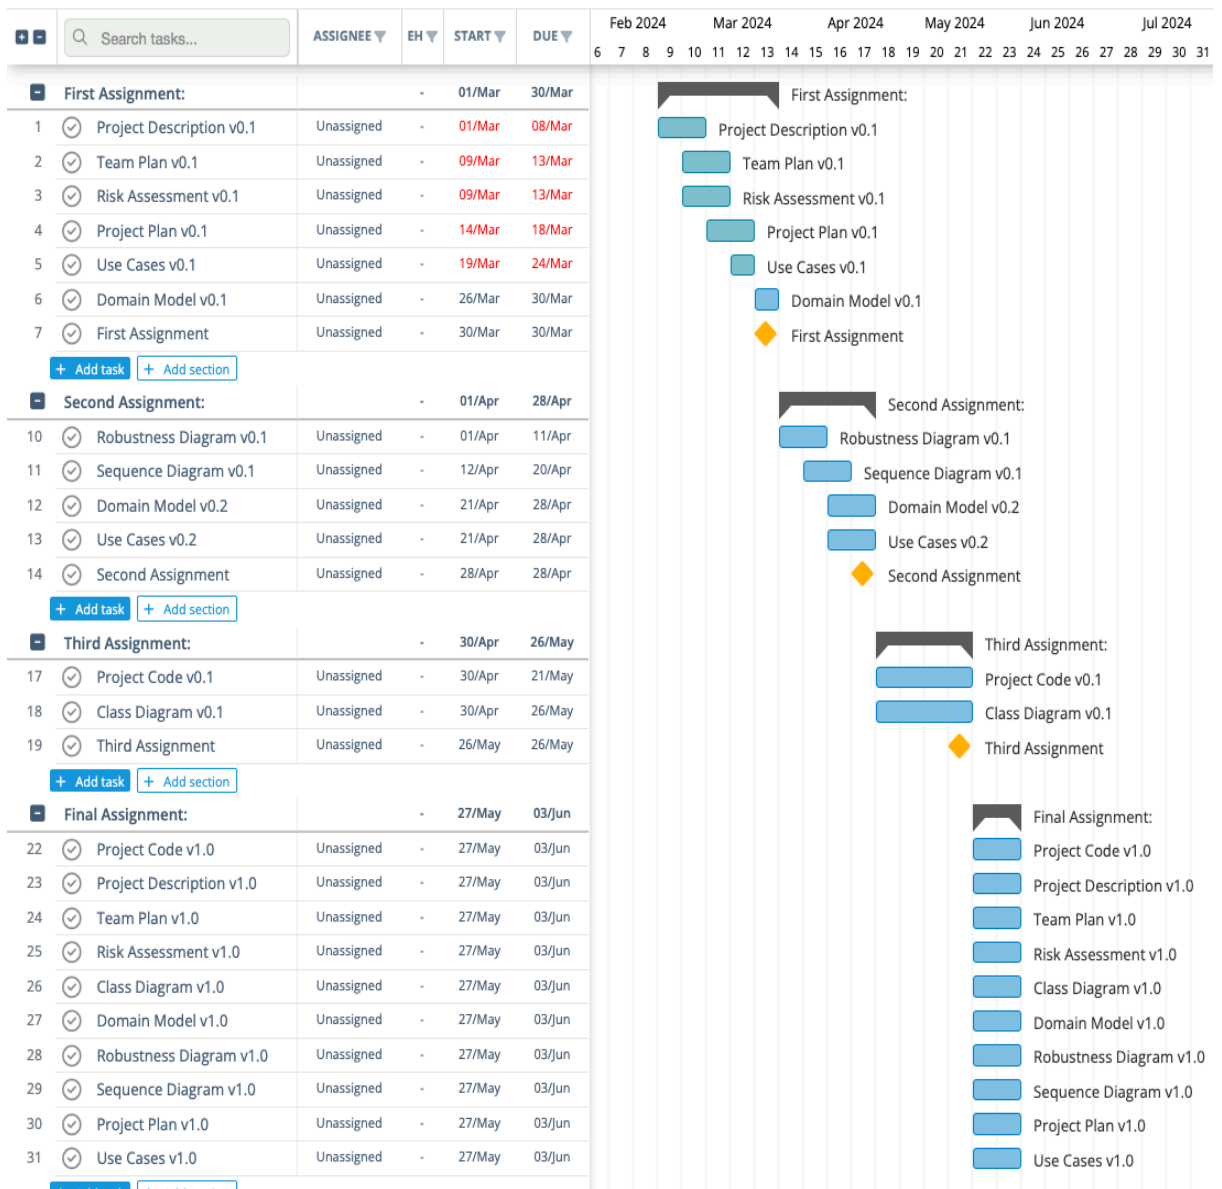 Feb 2024 Mar 2024 Apr 2024 May 2024 Jun 2024 Jul 2024
Search tasks... ASSIGNEE EH START DUE
6 7 8 9 10 11 12 13 14 15 16 17 18 19 20 21 22 23 24 25 26 27 28 29 30 31
First Assignment: - 01/Mar 30/Mar First Assignment:
1 Project Description v0.1 Unassigned - 01/Mar 08/Mar Project Description v0.1
2 Team Plan v0.1 Unassigned - 09/Mar 13/Mar Team Plan v0.1
3 Risk Assessment v0.1 Unassigned - 09/Mar 13/Mar Risk Assessment v0.1
4 Project Plan v0.1 Unassigned - 14/Mar 18/Mar Project Plan v0.1
5 Use Cases v0.1 Unassigned - 19/Mar 24/Mar Use Cases v0.1
6 Domain Model v0.1 Unassigned - 26/Mar 30/Mar Domain Model v0.1
7 First Assignment Unassigned - 30/Mar 30/Mar First Assignment
+ Add task + Add section
Second Assignment: - 01/Apr 28/Apr Second Assignment:
10 Robustness Diagram v0.1 Unassigned - 01/Apr 11/Apr Robustness Diagram v0.1
11 Sequence Diagram v0.1 Unassigned - 12/Apr 20/Apr Sequence Diagram v0.1
12 Domain Model v0.2 Unassigned - 21/Apr 28/Apr Domain Model v0.2
13 Use Cases v0.2 Unassigned - 21/Apr 28/Apr Use Cases v0.2
14 Second Assignment Unassigned - 28/Apr 28/Apr Second Assignment
+ Add task + Add section
Third Assignment: - 30/Apr 26/May Third Assignment:
17 Project Code v0.1 Unassigned - 30/Apr 21/May Project Code v0.1
18 Class Diagram v0.1 Unassigned - 30/Apr 26/May Class Diagram v0.1
19 Third Assignment Unassigned - 26/May 26/May Third Assignment
+ Add task + Add section
Final Assignment: - 27/May 03/Jun Final Assignment:
22 Project Code v1.0 Unassigned - 27/May 03/Jun Project Code v1.0
23 Project Description v1.0 Unassigned - 27/May 03/Jun Project Description v1.0
24 Team Plan v1.0 Unassigned - 27/May 03/Jun Team Plan v1.0
25 Risk Assessment v1.0 Unassigned - 27/May 03/Jun Risk Assessment v1.0
26 Class Diagram v1.0 Unassigned - 27/May 03/Jun Class Diagram v1.0
27 Domain Model v1.0 Unassigned - 27/May 03/Jun Domain Model v1.0
28 Robustness Diagram v1.0 Unassigned - 27/May 03/Jun Robustness Diagram v1.0
29 Sequence Diagram v1.0 Unassigned - 27/May 03/Jun Sequence Diagram v1.0
30 Project Plan v1.0 Unassigned - 27/May 03/Jun Project Plan v1.0
31 Use Cases v1.0 Unassigned - 27/May 03/Jun Use Cases v1.0